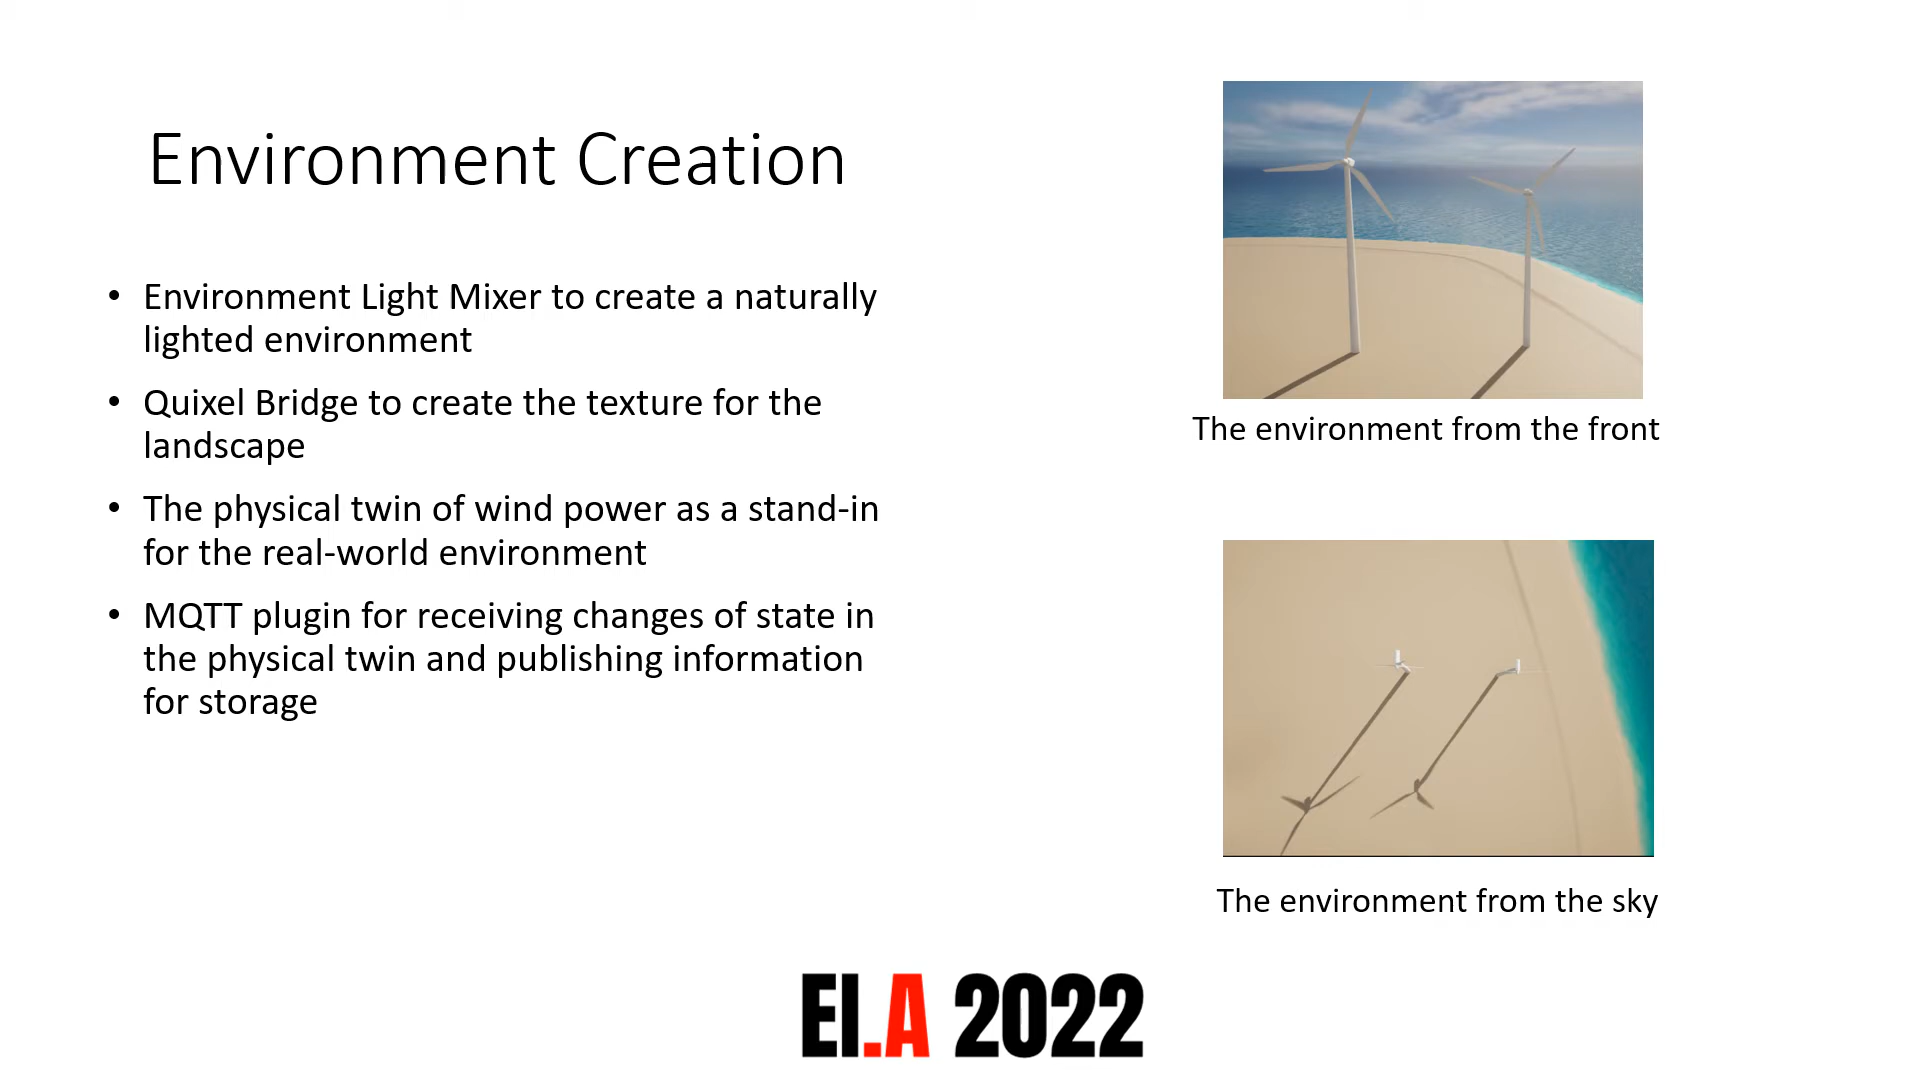 Environment Creation
• Environment Light Mixer to create a naturally
lighted environment
• Quixel Bridge to create the texture for the
landscape
• The physical twin of wind power as a stand-in
for the real-world environment
• MQTT plugin for receiving changes of state in
the physical twin and publishing information
for storage
The environment from the front
The environment from the sky
EI.A 2022